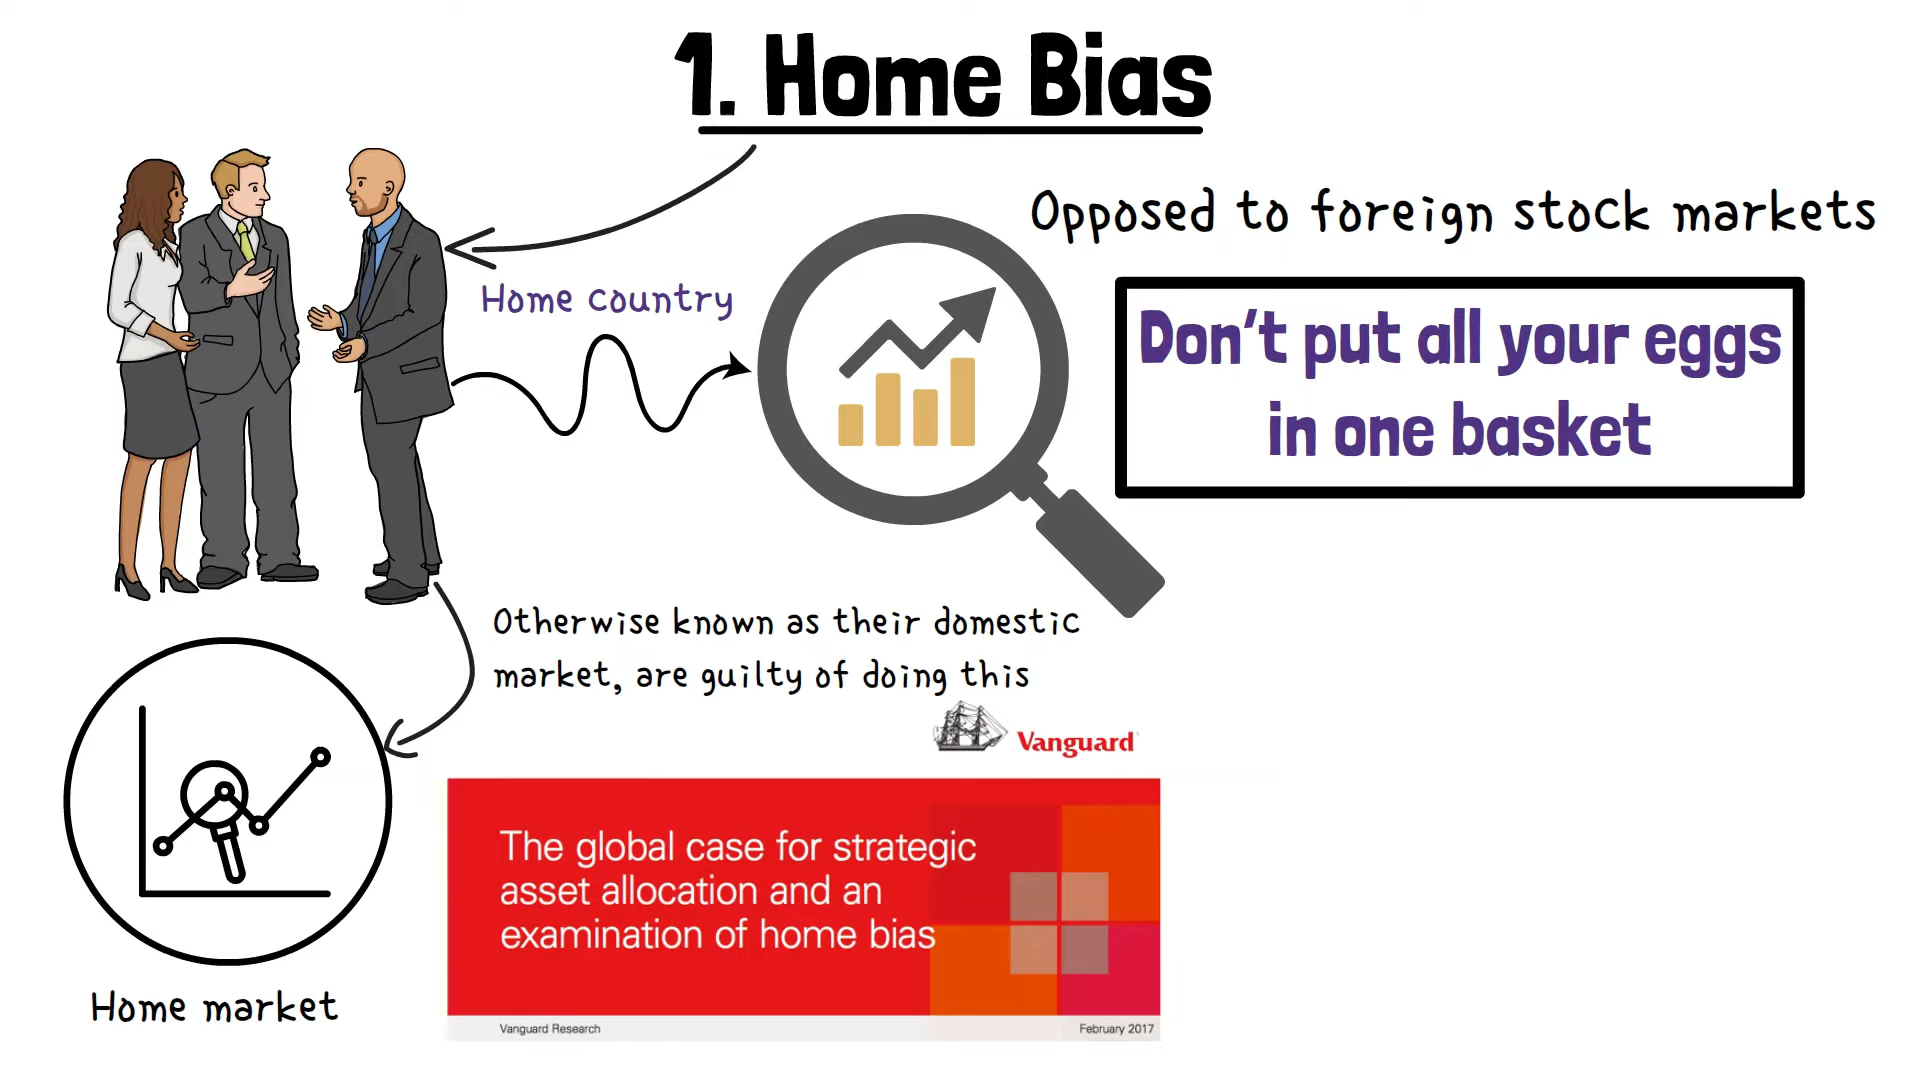 1. Home Bias
Opposed to foreign stock markets
Home country
Don't put all your eggs
in one basket
Otherwise known as their domestic
market, are guilty of doing this
Vanguard
The global case for strategic
asset allocation and an
examination of home bias
Home market
Vanguard Research
February 2017